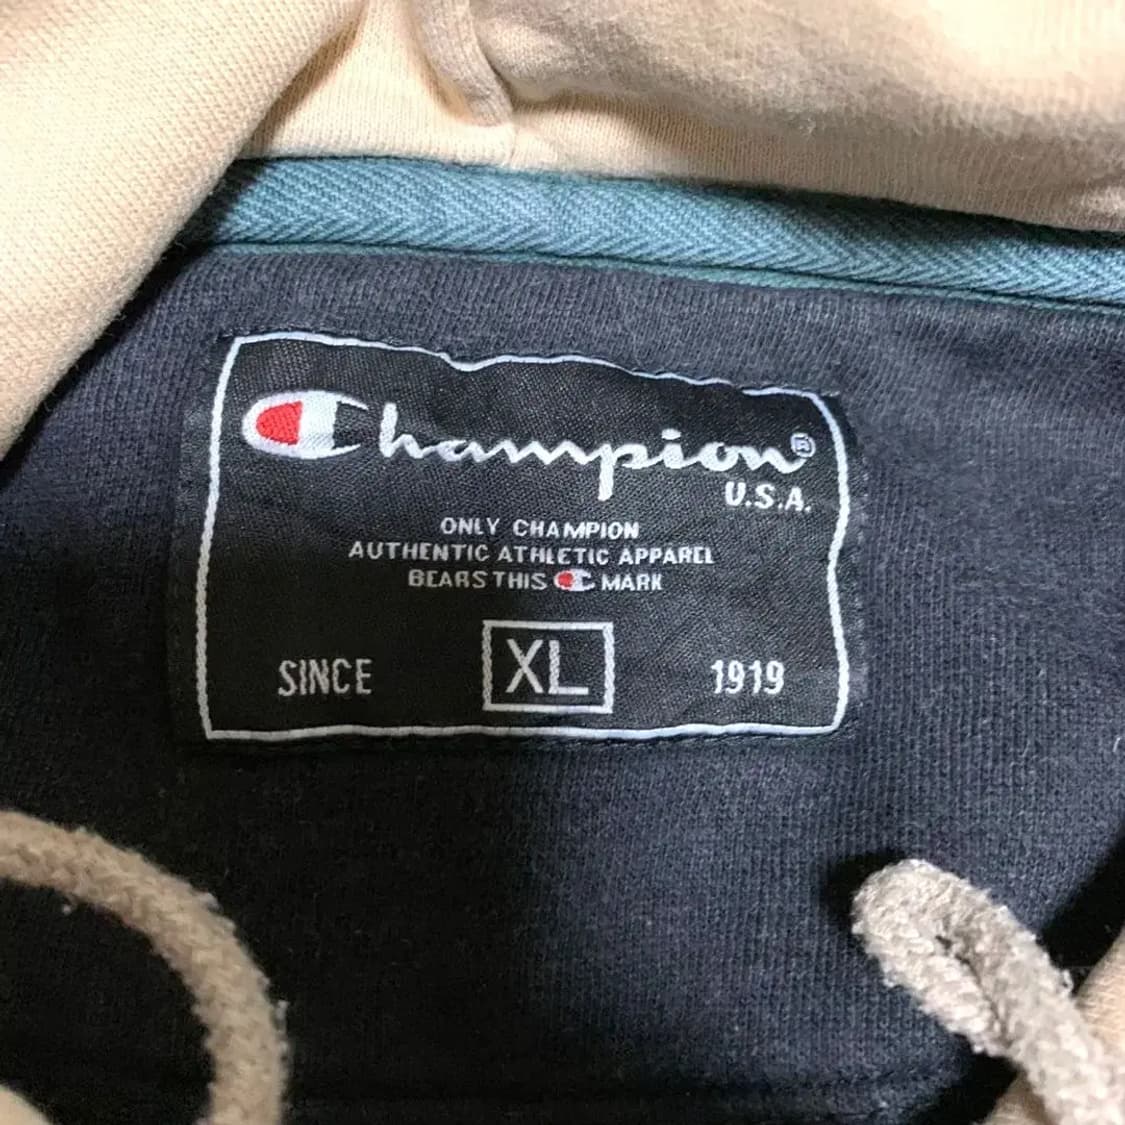 Champion®
U.S.A.
ONLY CHAMPION
AUTHENTIC ATHLETIC APPAREL
BEARS THIS C MARK
SINCE XL 1919